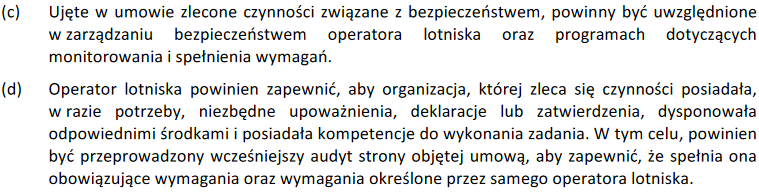 (c) Ujęte w umowie zlecone czynności związane z bezpieczeństwem, powinny być uwzględnione
w zarządzaniu bezpieczeństwem operatora lotniska oraz programach dotyczących
monitorowania i spełnienia wymagań.
(d) Operator lotniska powinien zapewnić, aby organizacja, której zleca się czynności posiadała,
w razie potrzeby, niezbędne upoważnienia, deklaracje lub zatwierdzenia, dysponowała
odpowiednimi środkami i posiadała kompetencje do wykonania zadania. W tym celu, powinien
być przeprowadzony wcześniejszy audyt strony objętej umową, aby zapewnić, że spełnia ona
obowiązujące wymagania oraz wymagania określone przez samego operatora lotniska.